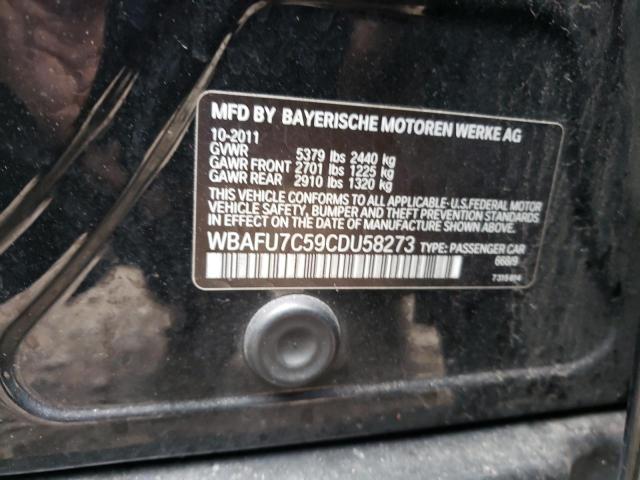 MFD BY BAYERISCHE MOTOREN WERKE AG
10-2011
GVWR 5379 lbs 2440 kg
GAWR FRONT 2701 lbs 1225 kg
GAWR REAR 2910 lbs 1320 kg
THIS VEHICLE CONFORMS TO ALL APPLICABLE - U.S. FEDERAL MOTOR
VEHICLE SAFETY, BUMPER AND THEFT PREVENTION STANDARDS
IN EFFECT ON THE DATE OF MANUFACTURE SHOWN ABOVE.
WBAFU7C59CDU58273 TYPE: PASSENGER CAR
668/9